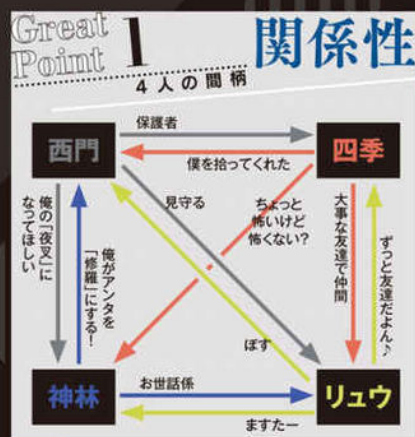 Great
Point 1
関係性
4人の間柄
西門
保護者
四季
僕を拾ってくれた
俺の「夜叉」に
なってほしい
俺がアンタを
「修羅」にする!
見守る
ちょっと
怖いけど
怖くない?
大事な友達で仲間
ずっと友達だよん♪
ぼす
神林
お世話係
リュウ
ますたー